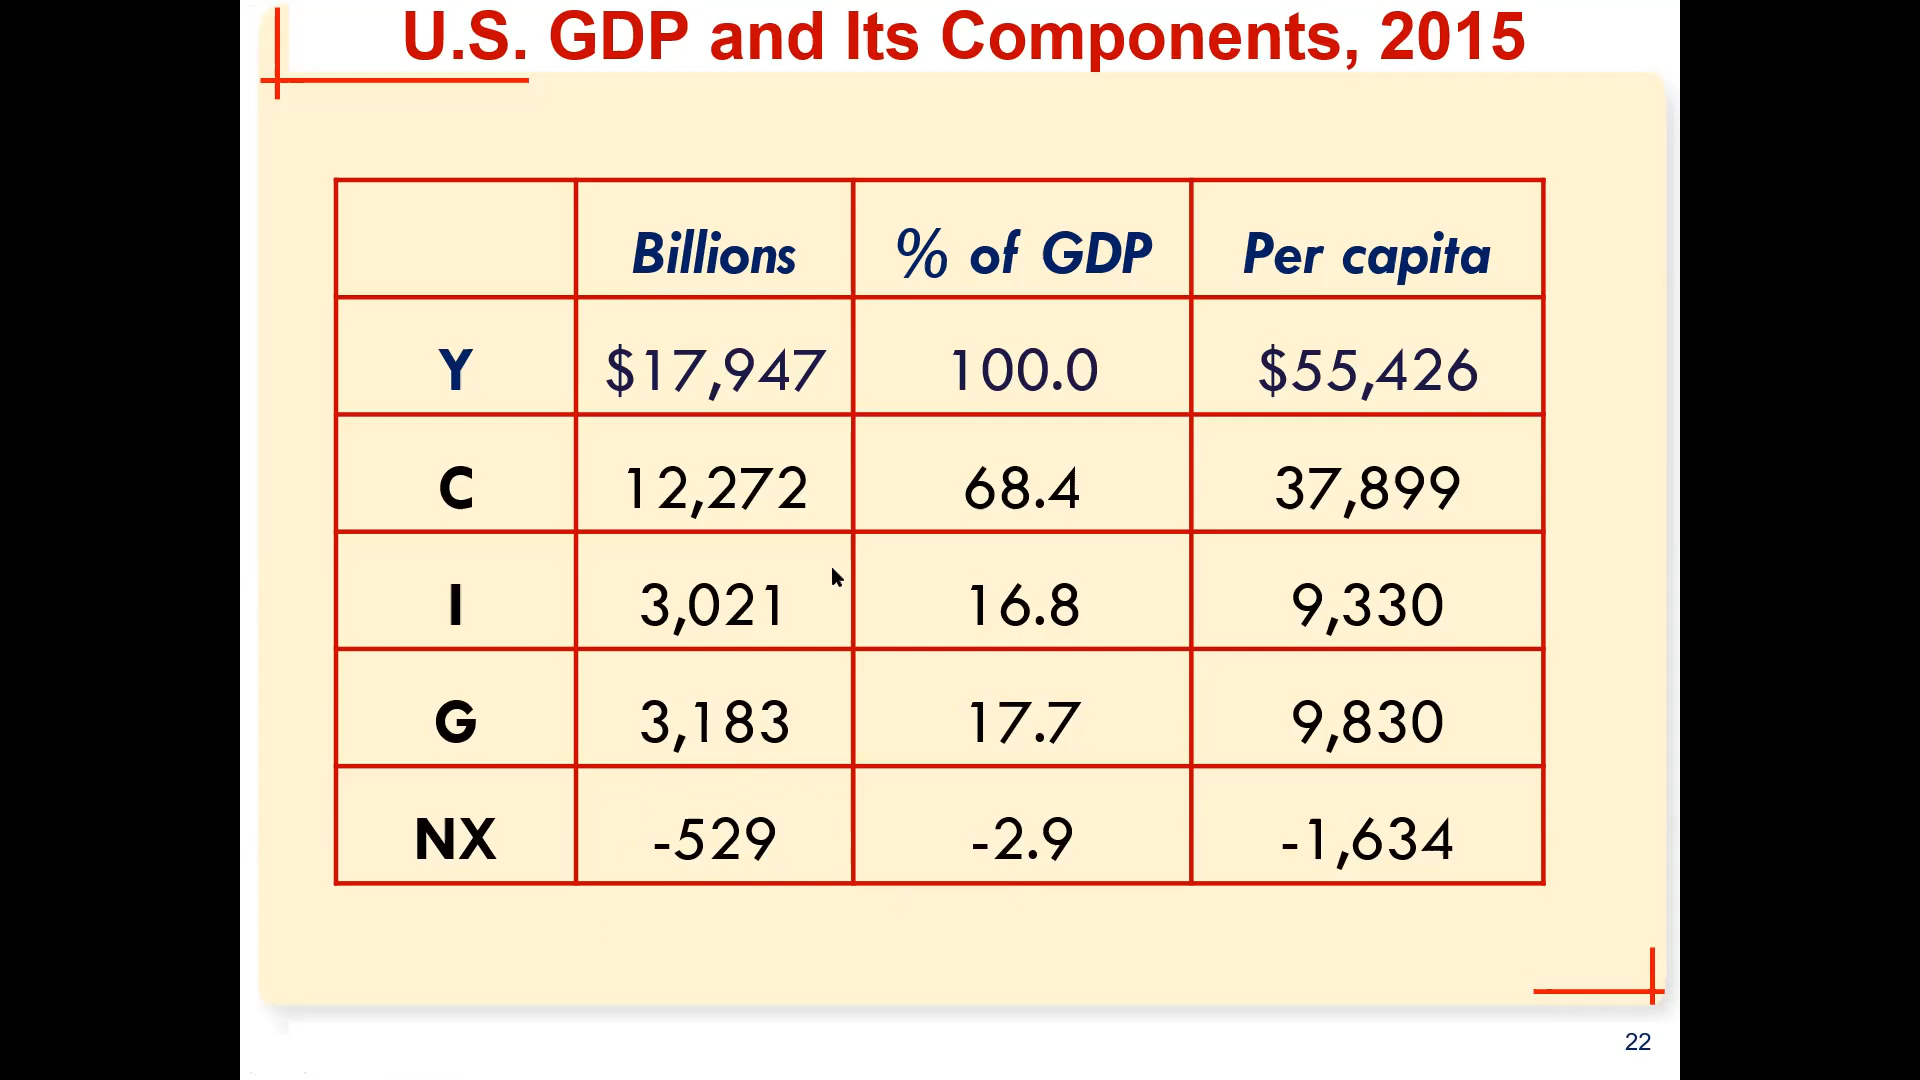 U.S. GDP and Its Components, 2015
Billions % of GDP Per capita
Y $17,947 100.0 $55,426
C 12,272 68.4 37,899
I 3,021 16.8 9,330
G 3,183 17.7 9,830
NX -529 -2.9 -1,634
22